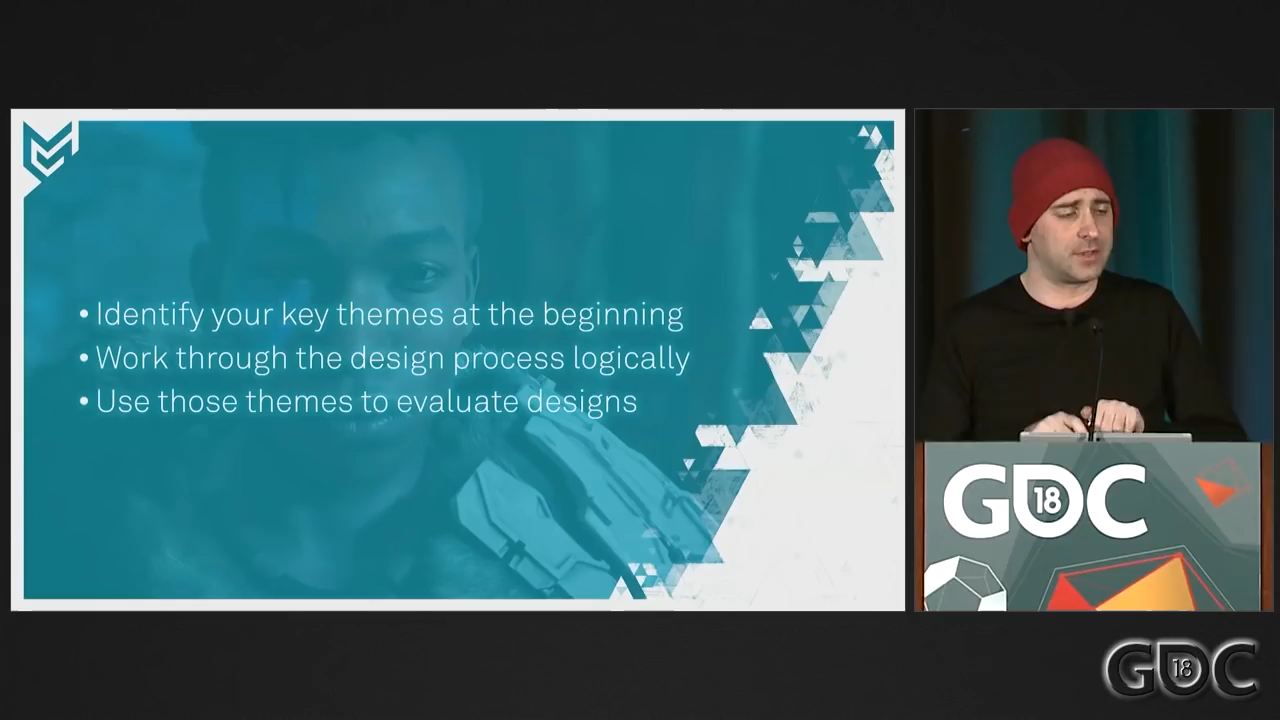 • Identify your key themes at the beginning
• Work through the design process logically
• Use those themes to evaluate designs
GDC 18
GDC 18